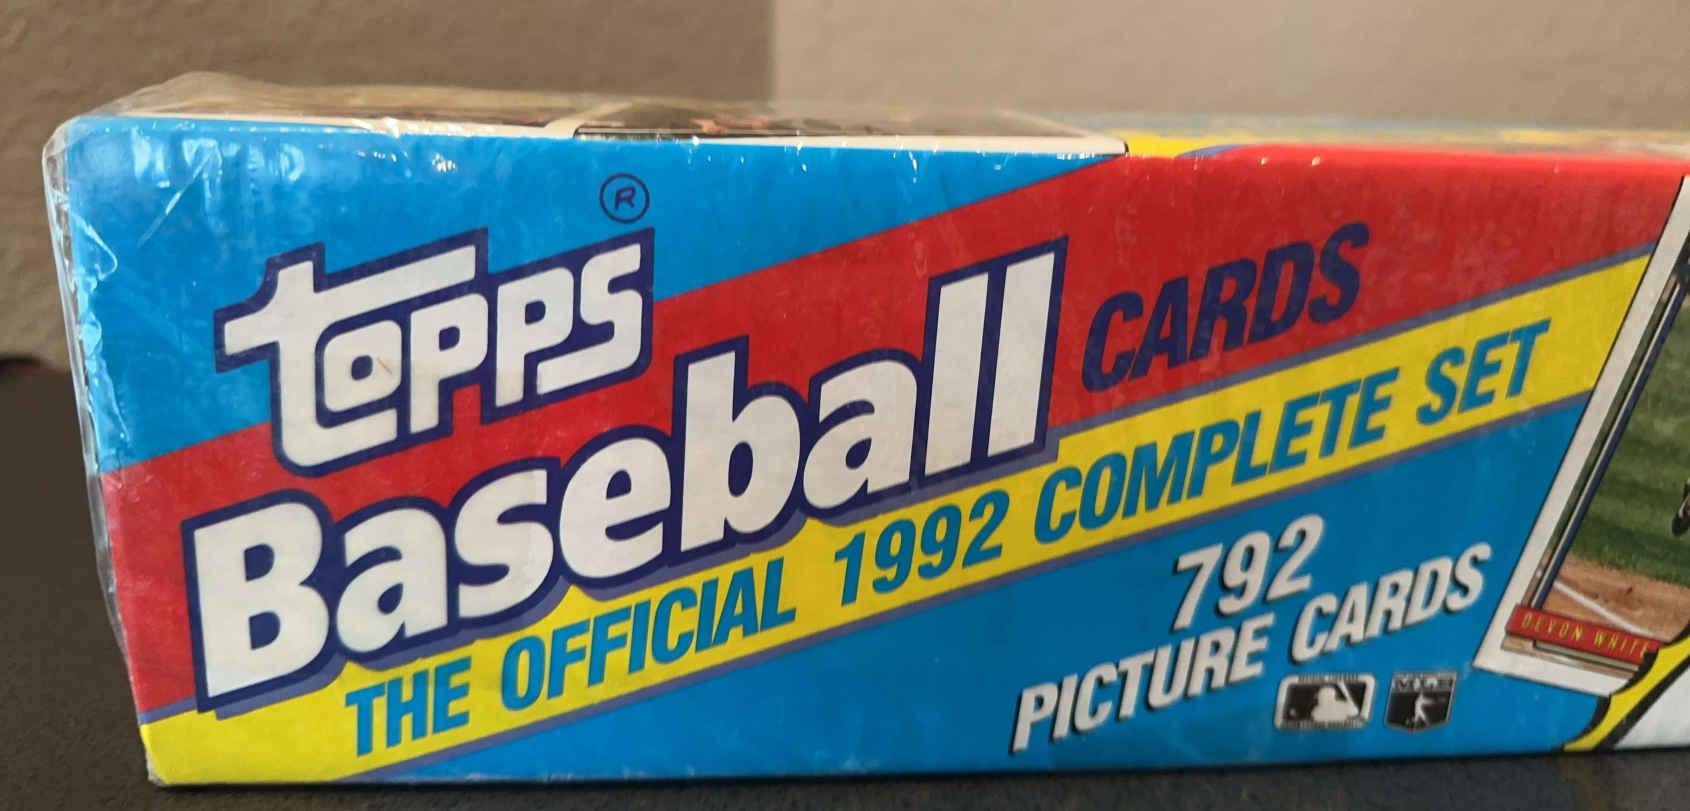 Topps®
Baseball CARDS
THE OFFICIAL 1992 COMPLETE SET
792
PICTURE CARDS
DEVON WHITE